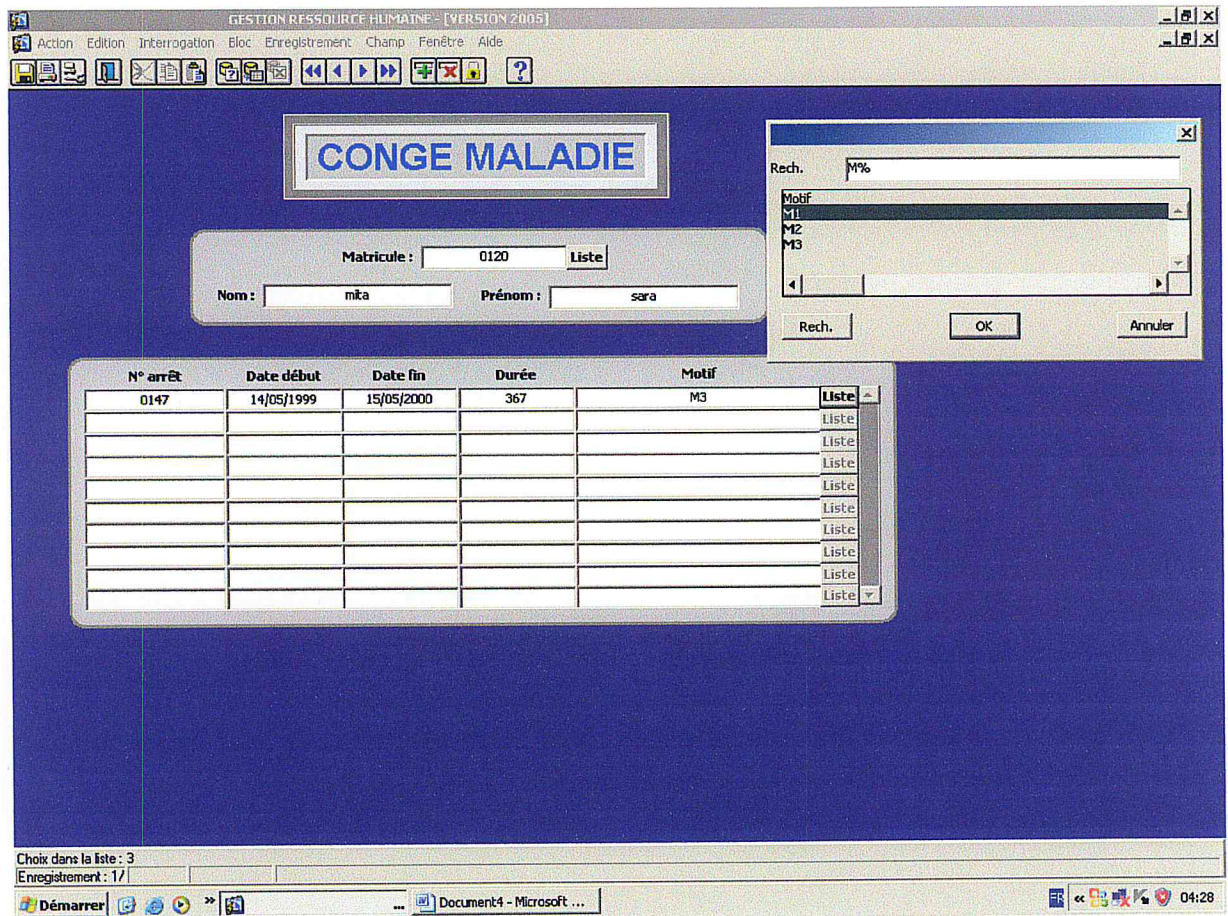 GESTION RESSOURCE HUMAINE - [VERSION 2005]
Action Edition Interrogation Bloc Enregistrement Champ Fenêtre Aide
CONGE MALADIE
Rech. M%
Motif
M1
M2
M3
Rech. OK Annuler
Matricule : 0120 Liste
Nom : mita Prénom : sara
N° arrêt Date début Date fin Durée Motif
0147 14/05/1999 15/05/2000 367 M3 Liste
Liste
Liste
Liste
Liste
Liste
Liste
Liste
Liste
Liste
Choix dans la liste : 3
Enregistrement : 1/
Démarrer » ... Document4 - Microsoft ... FR « 04:28